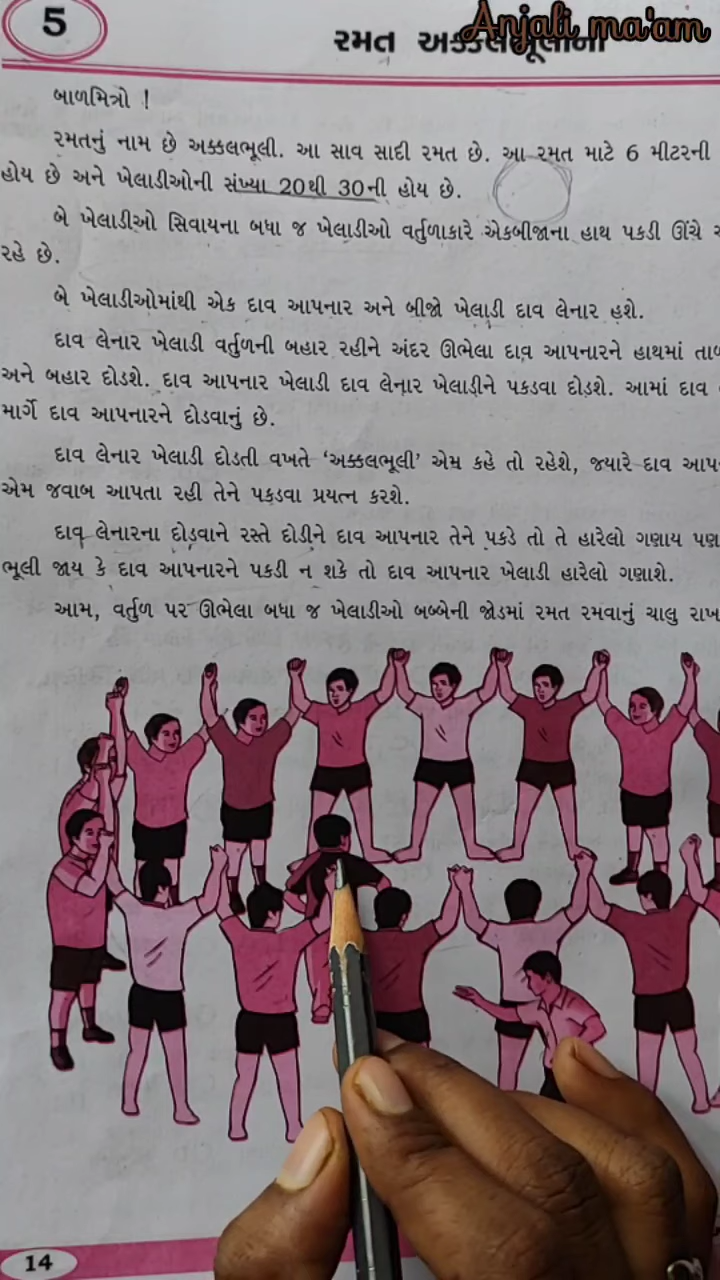 5
Anjali ma'am
રમત અક્કલભૂલીની
બાળમિત્રો !
રમતનું નામ છે અક્કલભૂલી. આ સાવ સાદી રમત છે. આ રમત માટે 6 મીટરની
હોય છે અને ખેલાડીઓની સંખ્યા 20થી 30ની હોય છે.
બે ખેલાડીઓ સિવાયના બધા જ ખેલાડીઓ વર્તુળાકારે એકબીજાના હાથ પકડી ઊંચે
રહે છે.
બે ખેલાડીઓમાંથી એક દાવ આપનાર અને બીજો ખેલાડી દાવ લેનાર હશે.
દાવ લેનાર ખેલાડી વર્તુળની બહાર રહીને અંદર ઊભેલા દાવ આપનારને હાથમાં
અને બહાર દોડશે. દાવ આપનાર ખેલાડી દાવ લેનાર ખેલાડીને પકડવા દોડશે. આમાં દાવ
માર્ગે દાવ આપનારને દોડવાનું છે.
દાવ લેનાર ખેલાડી દોડતી વખતે ‘અક્કલભૂલી’ એમ કહે તો રહેશે, જ્યારે દાવ
એમ જવાબ આપતા રહી તેને પકડવા પ્રયત્ન કરશે.
દાવ લેનારના દોડવાને રસ્તે દોડીને દાવ આપનાર તેને પકડે તો તે હારેલો ગણાય પણ
ભૂલી જાય કે દાવ આપનારને પકડી ન શકે તો દાવ આપનાર ખેલાડી હારેલો ગણાશે.
આમ, વર્તુળ પર ઊભેલા બધા જ ખેલાડીઓ બબ્બેની જોડમાં રમત રમવાનું ચાલુ
14